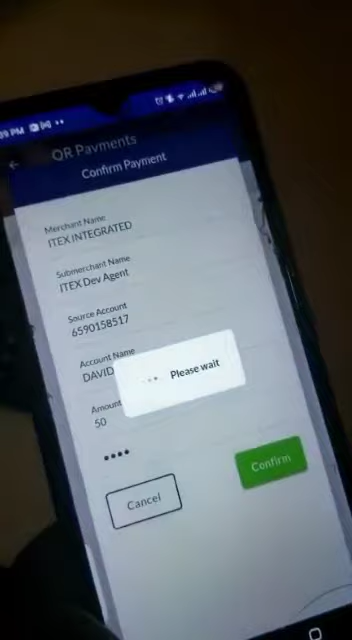 QR Payments
Confirm Payment
Merchant Name
ITEX INTEGRATED
Submerchant Name
ITEX Dev Agent
Source Account
6590158517
Account Name
DAVID
Please wait
Amount
50
••••
Cancel
Confirm